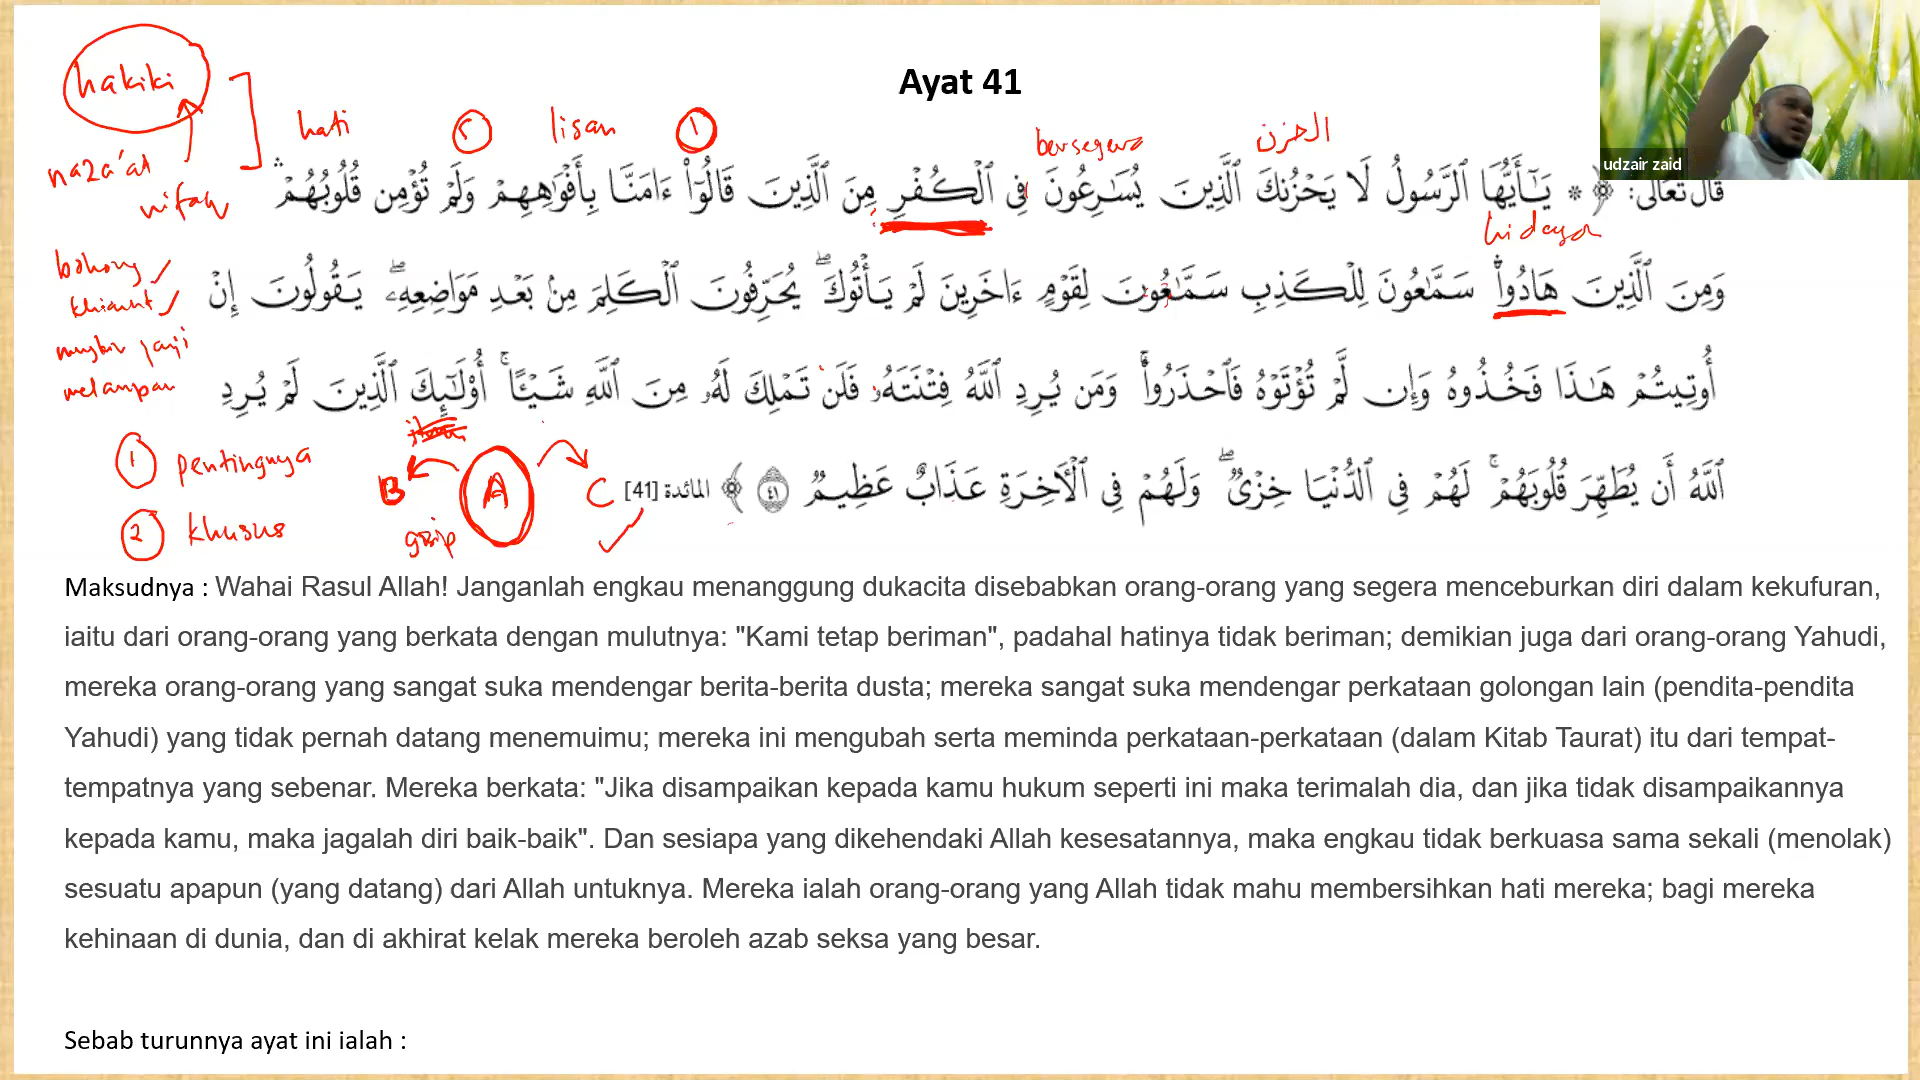 Ayat 41
hakiki
hati
٢
lisan
١
bersegera
الحزن
naza'at
nifaq
قال تعالى: ﴿ ۞ يَـٰٓأَيُّهَا ٱلرَّسُولُ لَا يَحْزُنكَ ٱلَّذِينَ يُسَـٰرِعُونَ فِى ٱلْكُفْرِ مِنَ ٱلَّذِينَ قَالُوٓا۟ ءَامَنَّا بِأَفْوَٰهِهِمْ وَلَمْ تُؤْمِن قُلُوبُهُمْ ۛ
hidayah
bohong
khianat
mungkir janji
melampau
وَمِنَ ٱلَّذِينَ هَادُوا۟ ۛ سَمَّـٰعُونَ لِلْكَذِبِ سَمَّـٰعُونَ لِقَوْمٍ ءَاخَرِينَ لَمْ يَأْتُوكَ ۖ يُحَرِّفُونَ ٱلْكَلِمَ مِنۢ بَعْدِ مَوَاضِعِهِۦ ۖ يَقُولُونَ إِنْ
أُوتِيتُمْ هَـٰذَا فَخُذُوهُ وَإِن لَّمْ تُؤْتَوْهُ فَٱحْذَرُوا۟ ۚ وَمَن يُرِدِ ٱللَّهُ فِتْنَتَهُۥ فَلَن تَمْلِكَ لَهُۥ مِنَ ٱللَّهِ شَيْـًٔا ۚ أُو۟لَـٰٓئِكَ ٱلَّذِينَ لَمْ يُرِدِ
ٱللَّهُ أَن يُطَهِّرَ قُلُوبَهُمْ ۚ لَهُمْ فِى ٱلدُّنْيَا خِزْىٌ ۖ وَلَهُمْ فِى ٱلْـَٔاخِرَةِ عَذَابٌ عَظِيمٌ ٤١ ﴾ المائدة [41]
1 pentingnya
2 khusus
B A C
gosip
Maksudnya : Wahai Rasul Allah! Janganlah engkau menanggung dukacita disebabkan orang-orang yang segera menceburkan diri dalam kekufuran,
iaitu dari orang-orang yang berkata dengan mulutnya: "Kami tetap beriman", padahal hatinya tidak beriman; demikian juga dari orang-orang Yahudi,
mereka orang-orang yang sangat suka mendengar berita-berita dusta; mereka sangat suka mendengar perkataan golongan lain (pendita-pendita
Yahudi) yang tidak pernah datang menemuimu; mereka ini mengubah serta meminda perkataan-perkataan (dalam Kitab Taurat) itu dari tempat-
tempatnya yang sebenar. Mereka berkata: "Jika disampaikan kepada kamu hukum seperti ini maka terimalah dia, dan jika tidak disampaikannya
kepada kamu, maka jagalah diri baik-baik". Dan sesiapa yang dikehendaki Allah kesesatannya, maka engkau tidak berkuasa sama sekali (menolak)
sesuatu apapun (yang datang) dari Allah untuknya. Mereka ialah orang-orang yang Allah tidak mahu membersihkan hati mereka; bagi mereka
kehinaan di dunia, dan di akhirat kelak mereka beroleh azab seksa yang besar.
Sebab turunnya ayat ini ialah :
udzair zaid